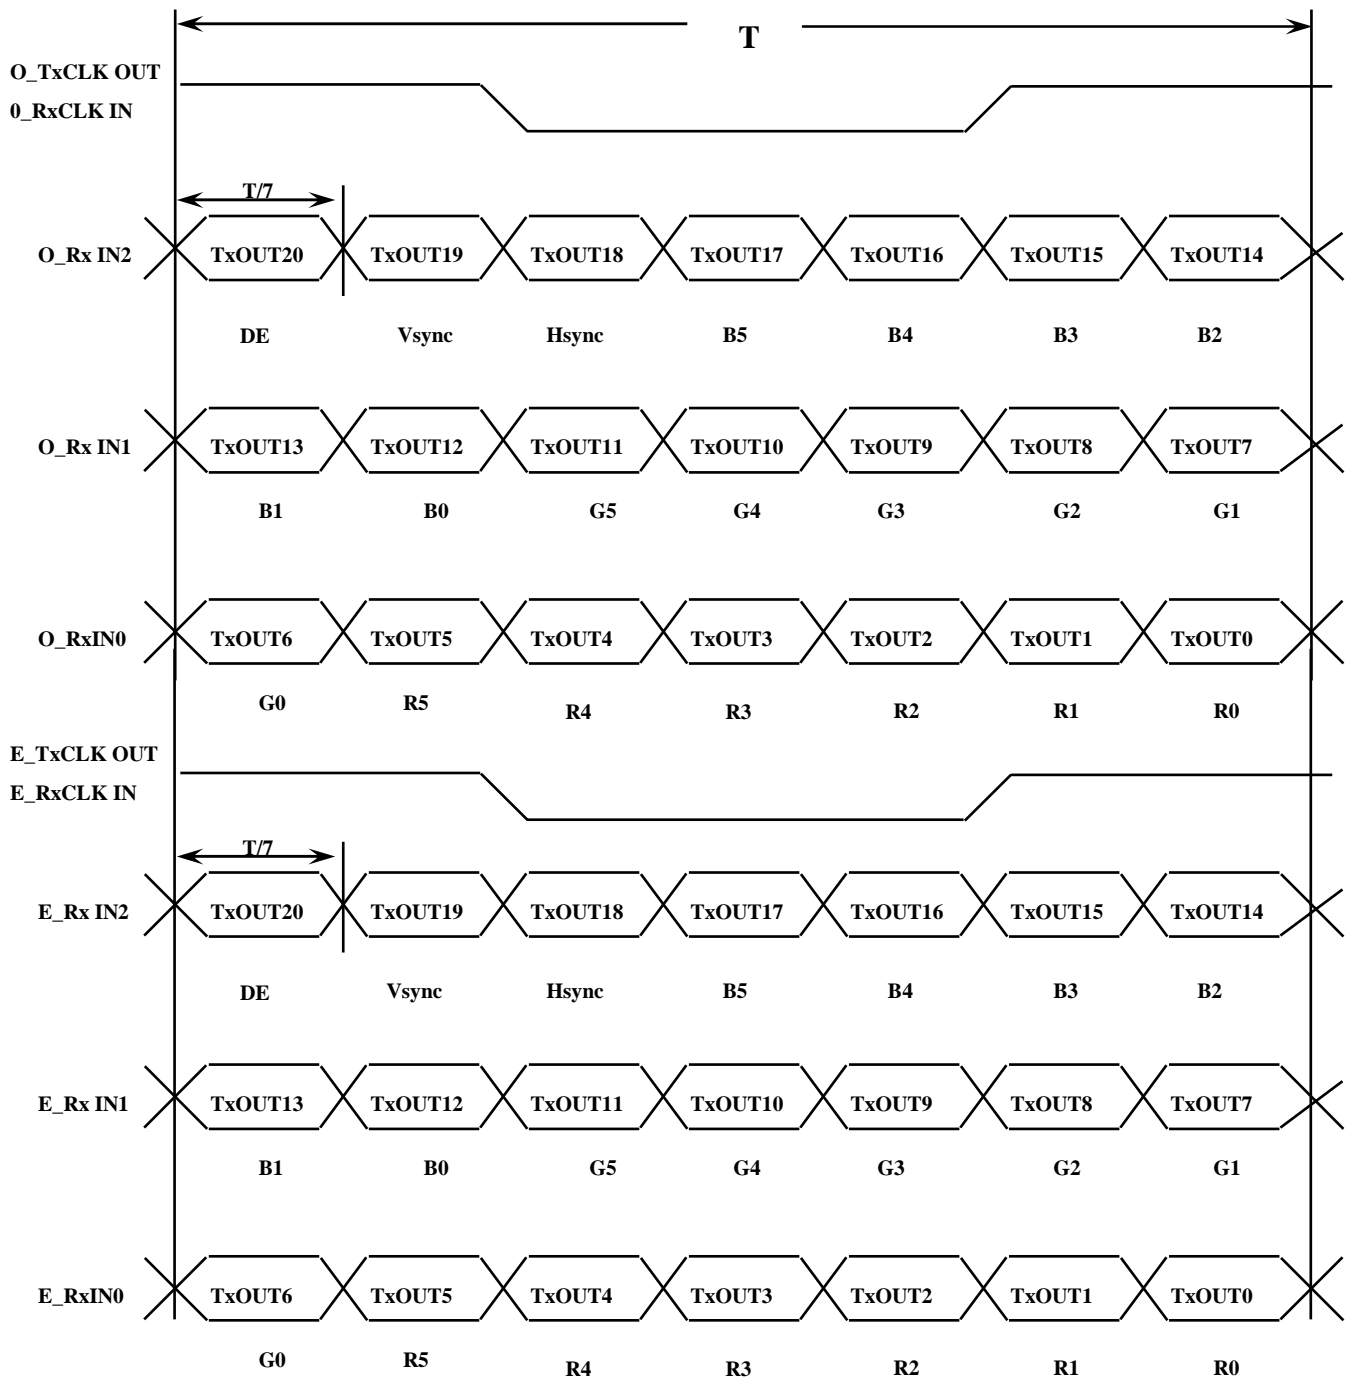 T
O_TxCLK OUT
0_RxCLK IN
T/7
O_Rx IN2 TxOUT20 TxOUT19 TxOUT18 TxOUT17 TxOUT16 TxOUT15 TxOUT14
DE Vsync Hsync B5 B4 B3 B2
O_Rx IN1 TxOUT13 TxOUT12 TxOUT11 TxOUT10 TxOUT9 TxOUT8 TxOUT7
B1 B0 G5 G4 G3 G2 G1
O_RxIN0 TxOUT6 TxOUT5 TxOUT4 TxOUT3 TxOUT2 TxOUT1 TxOUT0
G0 R5 R4 R3 R2 R1 R0
E_TxCLK OUT
E_RxCLK IN
T/7
E_Rx IN2 TxOUT20 TxOUT19 TxOUT18 TxOUT17 TxOUT16 TxOUT15 TxOUT14
DE Vsync Hsync B5 B4 B3 B2
E_Rx IN1 TxOUT13 TxOUT12 TxOUT11 TxOUT10 TxOUT9 TxOUT8 TxOUT7
B1 B0 G5 G4 G3 G2 G1
E_RxIN0 TxOUT6 TxOUT5 TxOUT4 TxOUT3 TxOUT2 TxOUT1 TxOUT0
G0 R5 R4 R3 R2 R1 R0